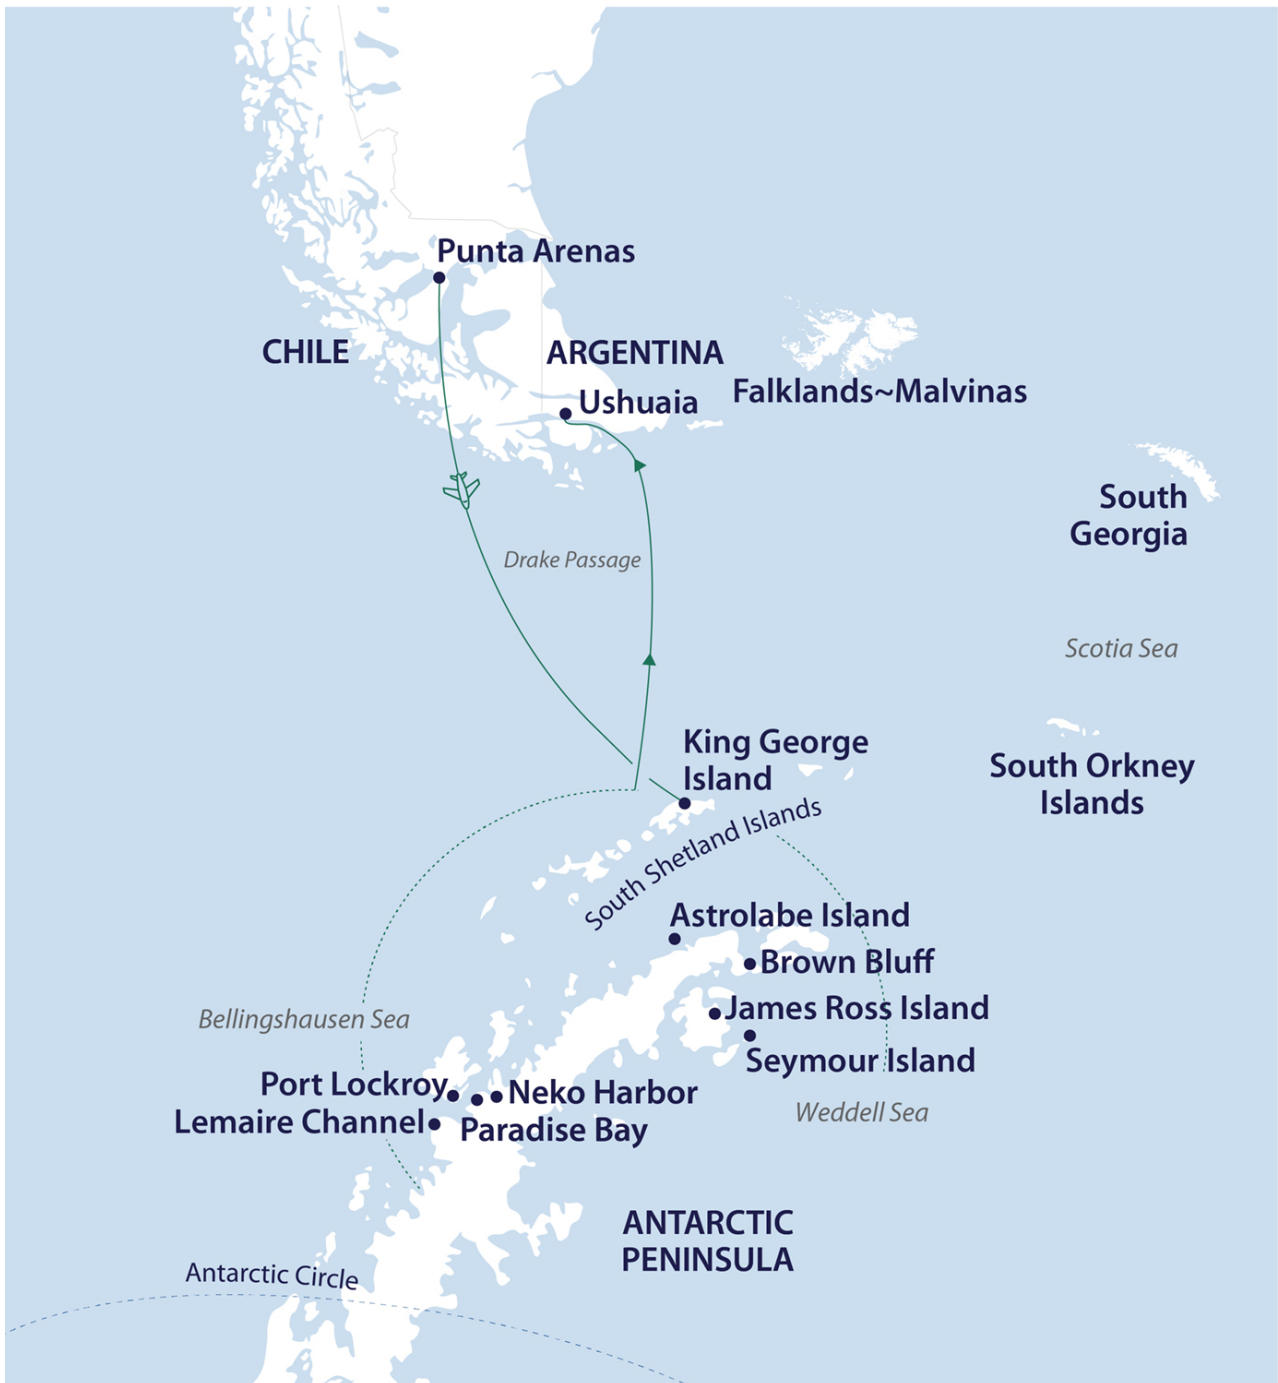 Punta Arenas
CHILE
ARGENTINA
Ushuaia
Falklands~Malvinas
South
Georgia
Drake Passage
Scotia Sea
King George
Island
South Orkney
Islands
South Shetland Islands
Astrolabe Island
Brown Bluff
James Ross Island
Bellingshausen Sea
Seymour Island
Port Lockroy
Neko Harbor
Weddell Sea
Lemaire Channel
Paradise Bay
ANTARCTIC
PENINSULA
Antarctic Circle